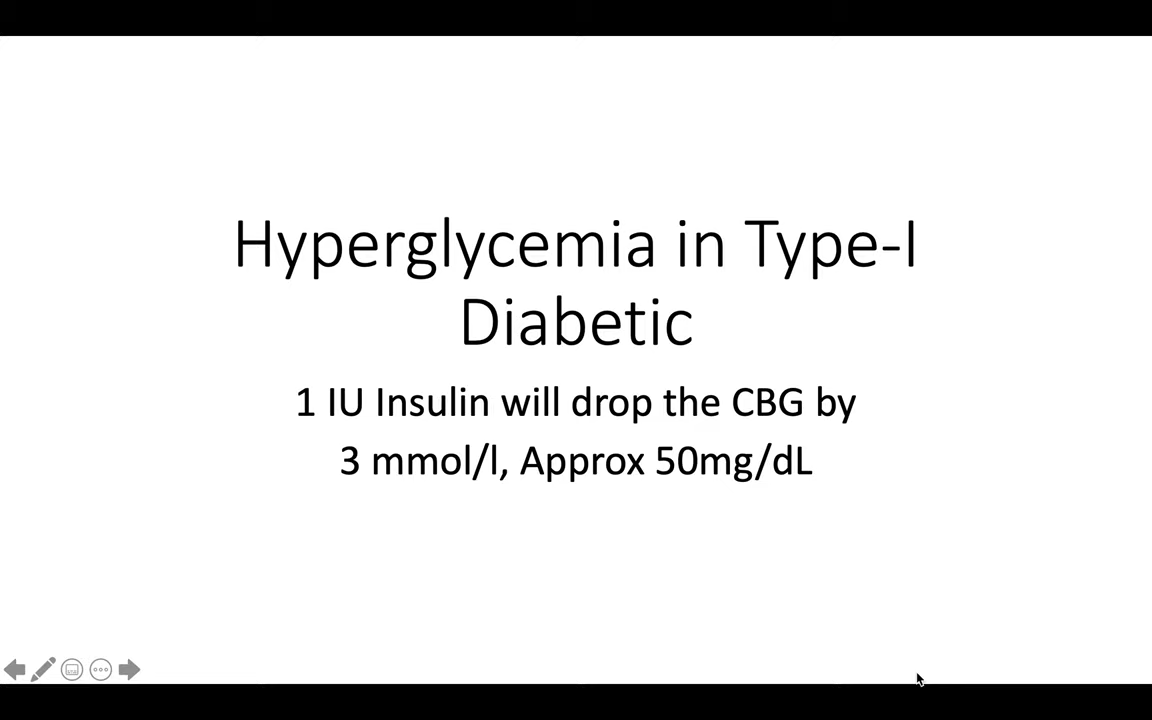 Hyperglycemia in Type-I
Diabetic
1 IU Insulin will drop the CBG by
3 mmol/l, Approx 50mg/dL